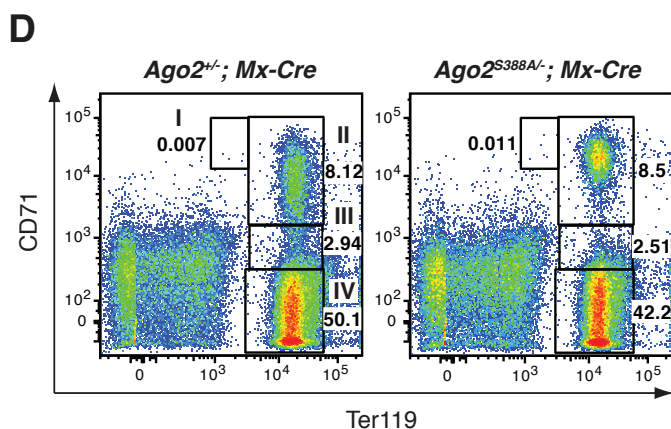 D
Ago2+/-; Mx-Cre
Ago2S388A/-; Mx-Cre
CD71
10⁵
10⁴
10³
10²
0
I
0.007
II
8.12
III
2.94
IV
50.1
0
10³
10⁴
10⁵
10⁵
10⁴
10³
10²
0
0.011
8.5
2.51
42.2
0
10³
10⁴
10⁵
Ter119